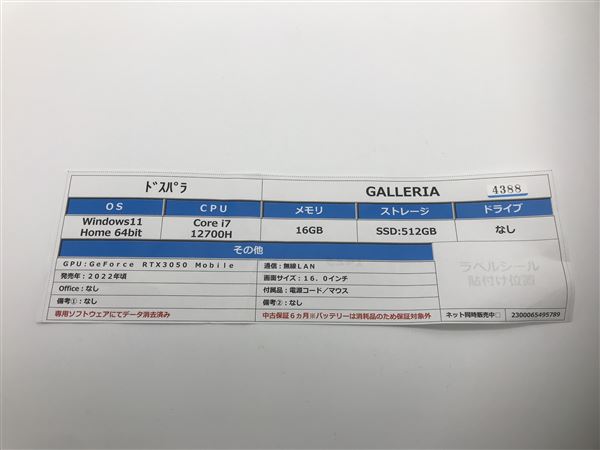 ﾄﾞｽﾊﾟﾗ GALLERIA 4388
OS CPU メモリ ストレージ ドライブ
Windows11 Home 64bit Core i7 12700H 16GB SSD:512GB なし
その他
GPU:GeForce RTX3050 Mobile 通信：無線LAN
発売年：２０２２年頃 画面サイズ：１６.０インチ
Office：なし 付属品：電源コード／マウス
備考①：なし 備考②：なし
ラベルシール
貼付け位置
専用ソフトウェアにてデータ消去済み 中古保証６ヵ月※バッテリーは消耗品のため保証対象外 ネット同時販売中□ 2300065495789